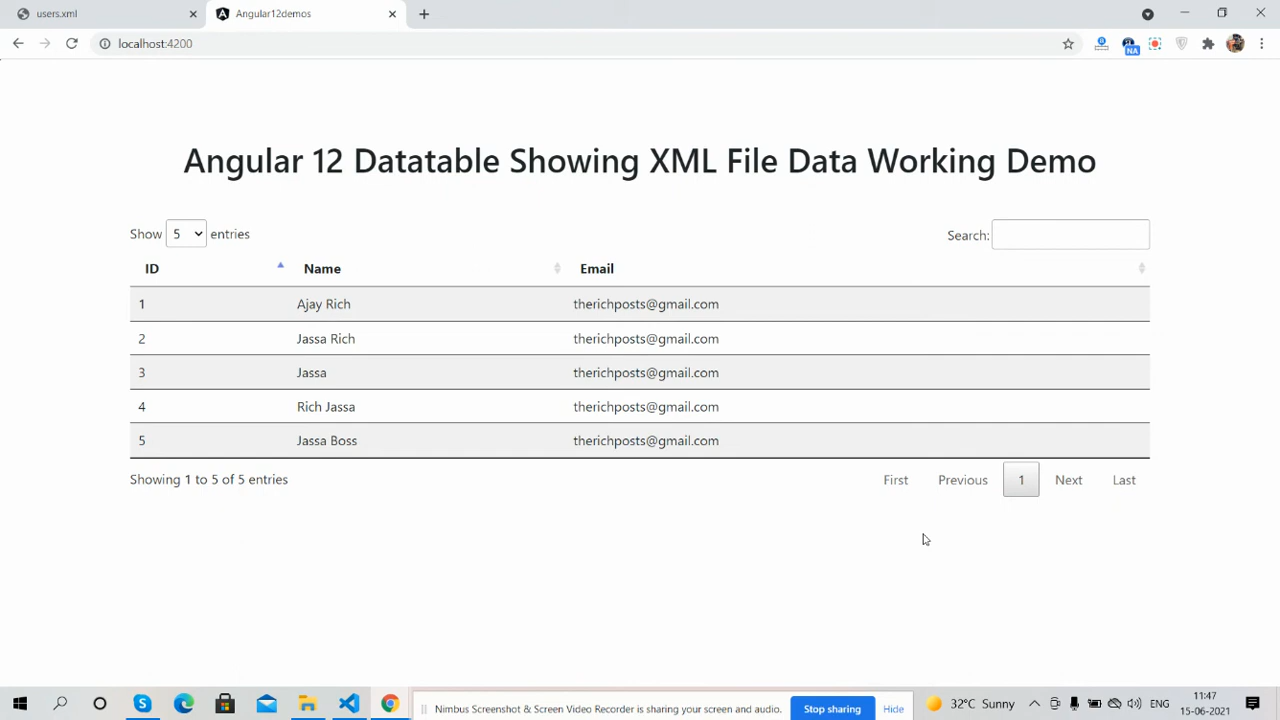 users.xml
Angular12demos
localhost:4200
NA
Angular 12 Datatable Showing XML File Data Working Demo
Show 5 entries
Search:
ID Name Email
1 Ajay Rich therichposts@gmail.com
2 Jassa Rich therichposts@gmail.com
3 Jassa therichposts@gmail.com
4 Rich Jassa therichposts@gmail.com
5 Jassa Boss therichposts@gmail.com
Showing 1 to 5 of 5 entries
First Previous 1 Next Last
Nimbus Screenshot & Screen Video Recorder is sharing your screen and audio.
Stop sharing
Hide
32°C Sunny
ENG
11:47
15-06-2021